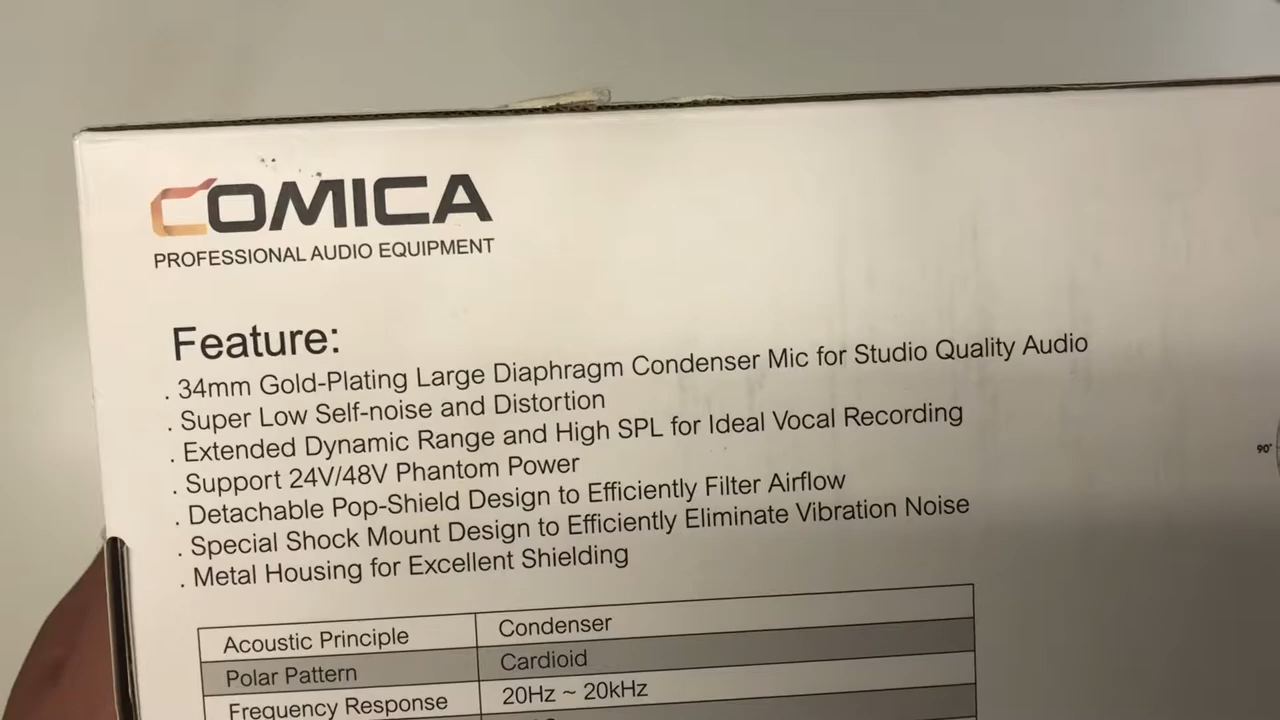 COMICA
PROFESSIONAL AUDIO EQUIPMENT
Feature:
. 34mm Gold-Plating Large Diaphragm Condenser Mic for Studio Quality Audio
. Super Low Self-noise and Distortion
. Extended Dynamic Range and High SPL for Ideal Vocal Recording
. Support 24V/48V Phantom Power
. Detachable Pop-Shield Design to Efficiently Filter Airflow
. Special Shock Mount Design to Efficiently Eliminate Vibration Noise
. Metal Housing for Excellent Shielding
Acoustic Principle Condenser
Polar Pattern Cardioid
Frequency Response 20Hz ~ 20kHz
90°